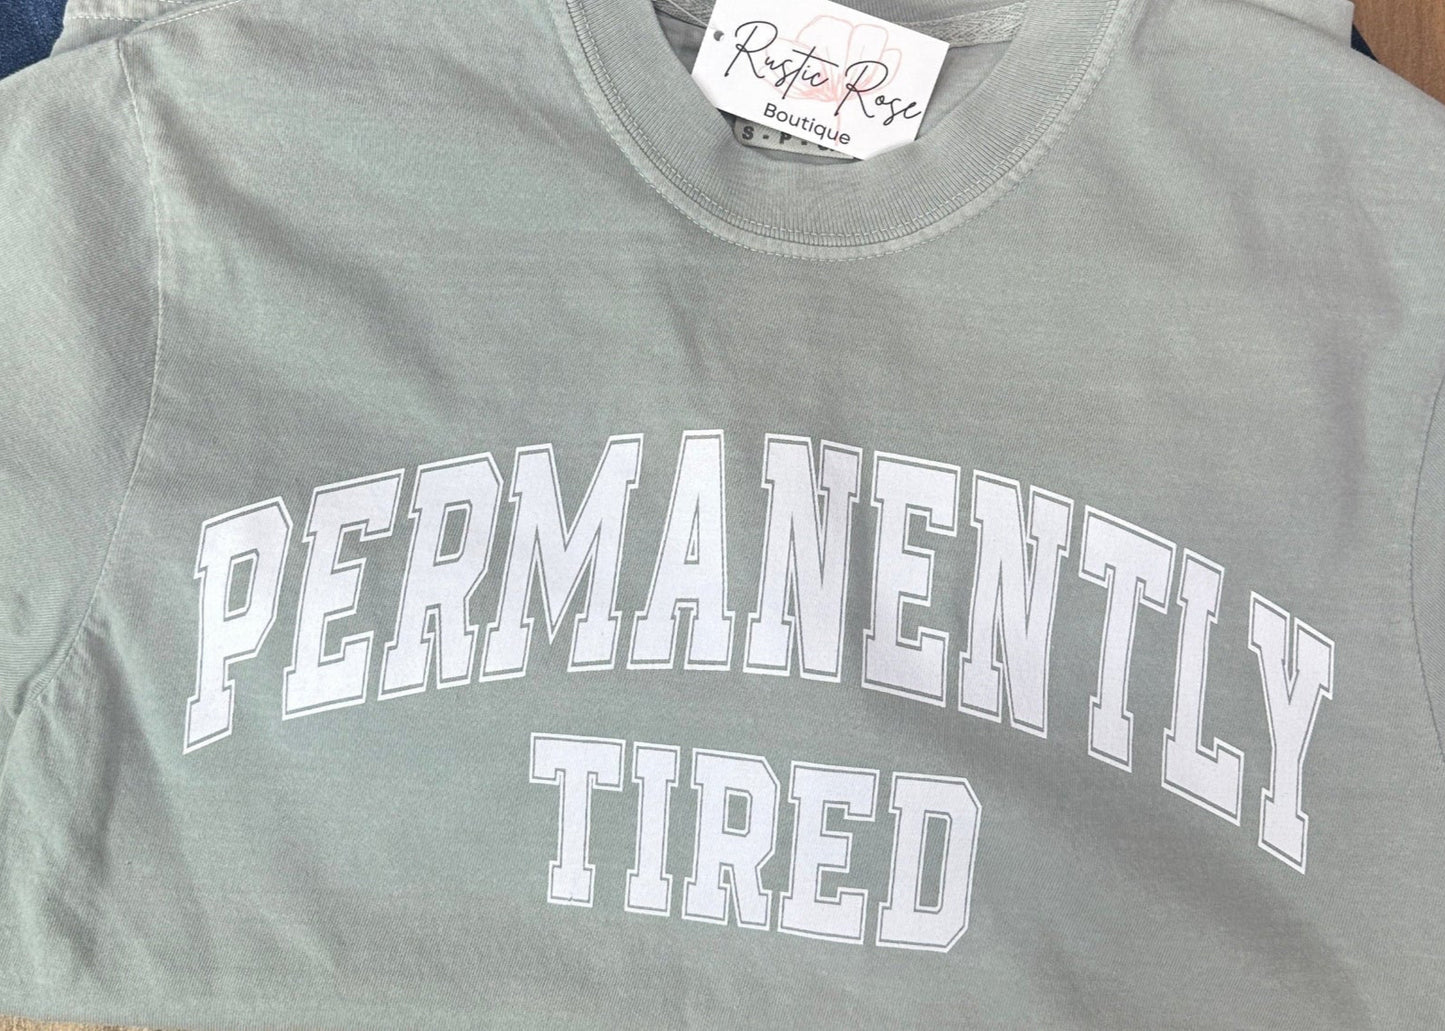 Rustic Rose
Boutique
PERMANENTLY
TIRED